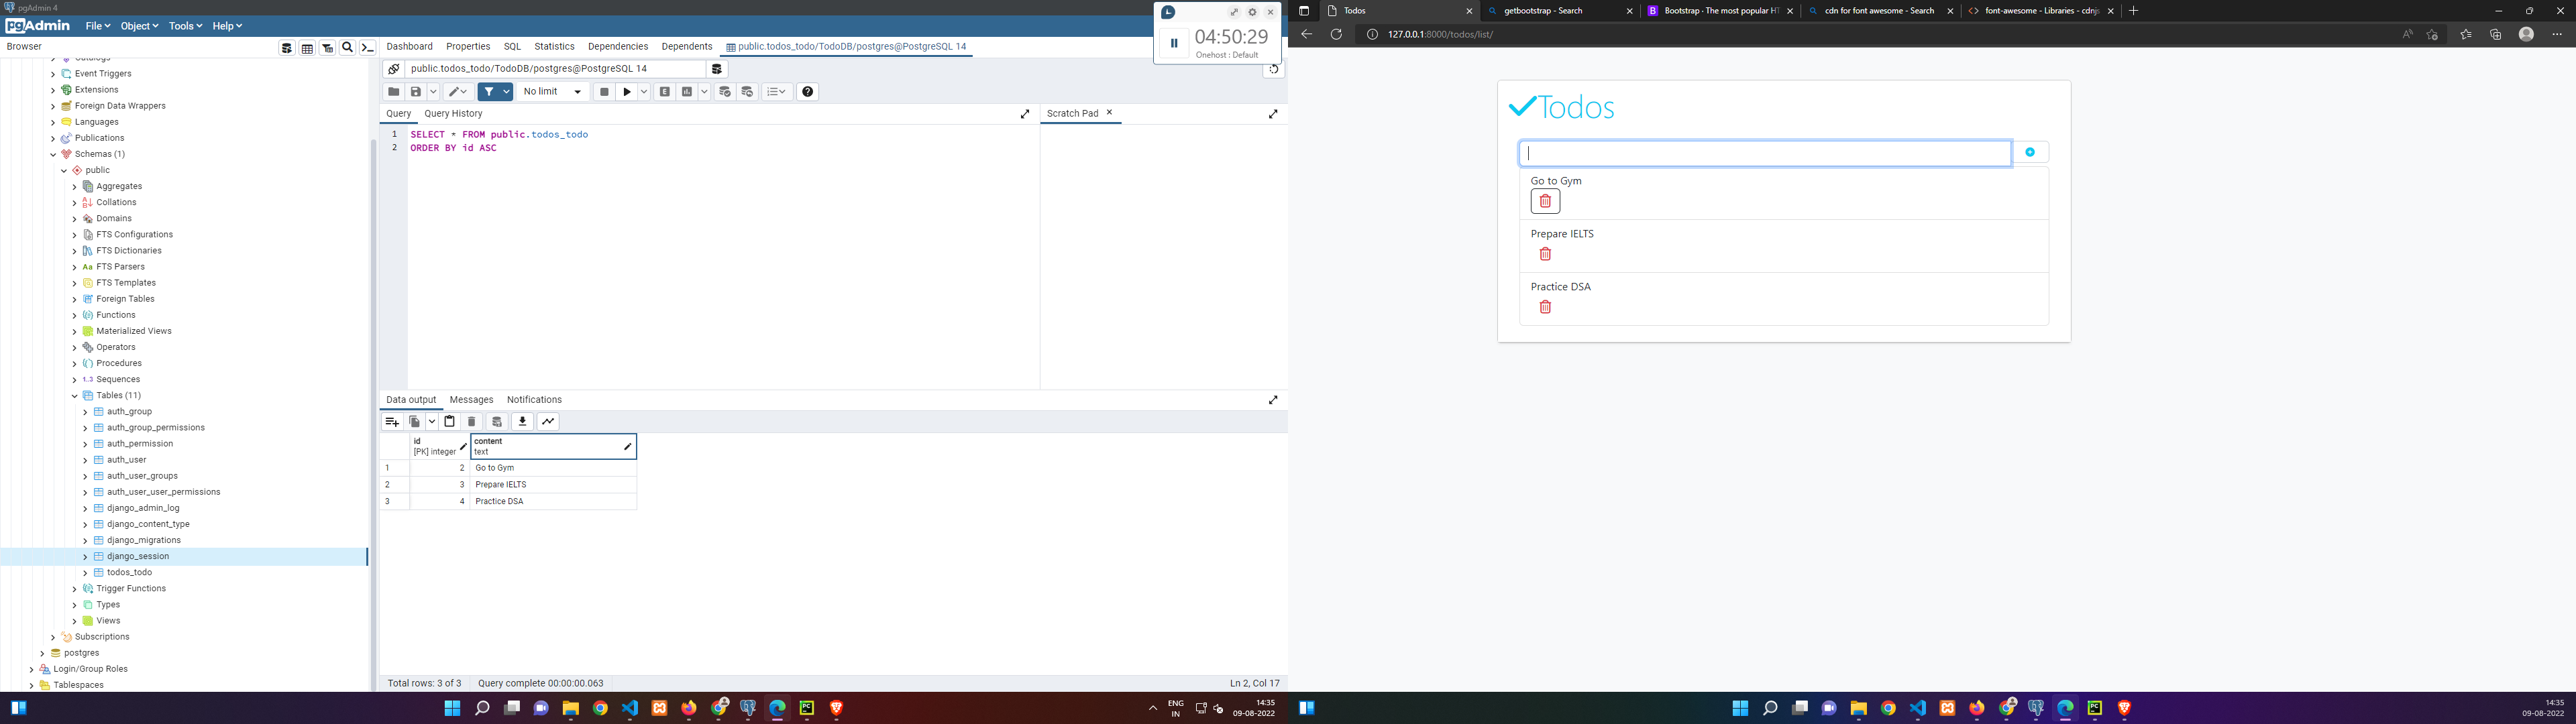 pgAdmin 4
pgAdmin File Object Tools Help
Browser
Catalogs
Event Triggers
Extensions
Foreign Data Wrappers
Languages
Publications
Schemas (1)
public
Aggregates
Collations
Domains
FTS Configurations
FTS Dictionaries
FTS Parsers
FTS Templates
Foreign Tables
Functions
Materialized Views
Operators
Procedures
1..3 Sequences
Tables (11)
auth_group
auth_group_permissions
auth_permission
auth_user
auth_user_groups
auth_user_user_permissions
django_admin_log
django_content_type
django_migrations
django_session
todos_todo
Trigger Functions
Types
Views
Subscriptions
postgres
Login/Group Roles
Tablespaces
Dashboard Properties SQL Statistics Dependencies Dependents public.todos_todo/TodoDB/postgres@PostgreSQL 14
04:50:29
Onehost : Default
public.todos_todo/TodoDB/postgres@PostgreSQL 14
No limit
Query Query History
Scratch Pad
1 SELECT * FROM public.todos_todo
2 ORDER BY id ASC
Data output Messages Notifications
id content
[PK] integer text
1 2 Go to Gym
2 3 Prepare IELTS
3 4 Practice DSA
Total rows: 3 of 3 Query complete 00:00:00.063 Ln 2, Col 17
ENG
IN
14:35
09-08-2022
Todos getbootstrap - Search Bootstrap · The most popular HT cdn for font awesome - Search font-awesome - Libraries - cdnjs
127.0.0.1:8000/todos/list/
Todos
Go to Gym
Prepare IELTS
Practice DSA
14:35
09-08-2022